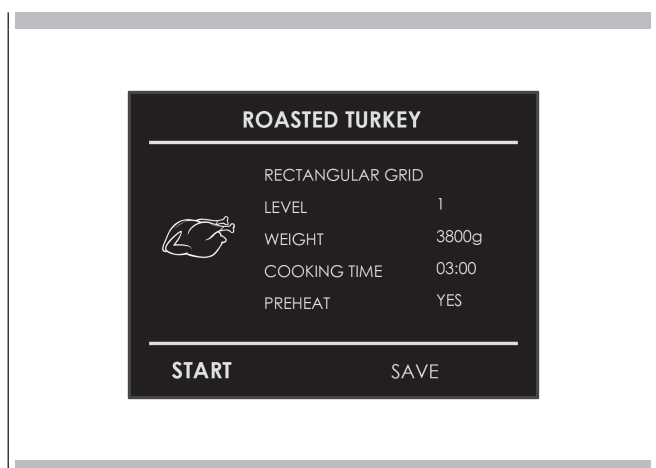 ROASTED TURKEY
RECTANGULAR GRID
LEVEL 1
WEIGHT 3800g
COOKING TIME 03:00
PREHEAT YES
START SAVE